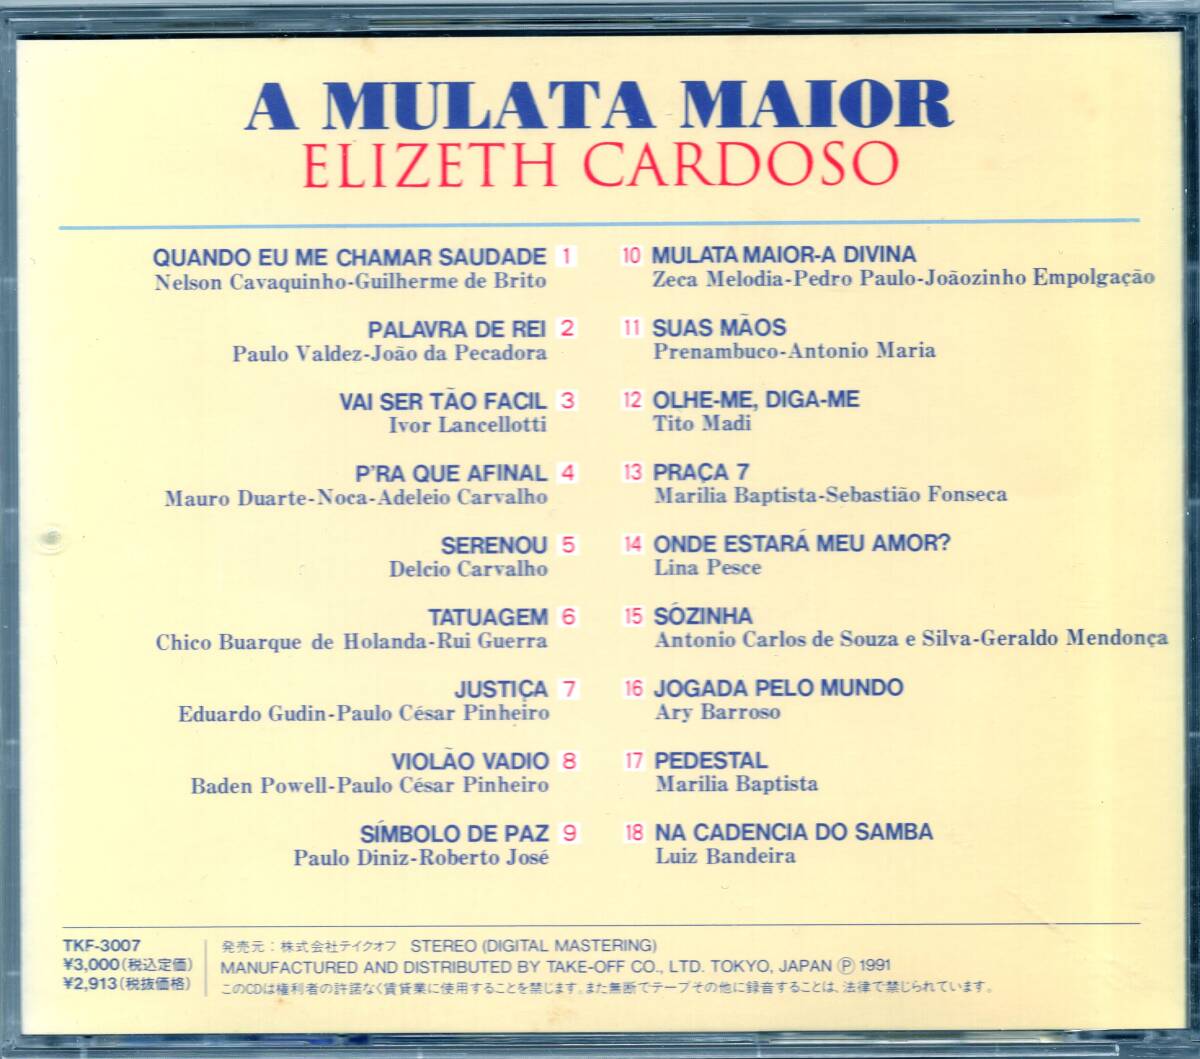 A MULATA MAIOR
ELIZETH CARDOSO
QUANDO EU ME CHAMAR SAUDADE 1
Nelson Cavaquinho-Guilherme de Brito
PALAVRA DE REI 2
Paulo Valdez-João da Pecadora
VAI SER TÃO FACIL 3
Ivor Lancellotti
P'RA QUE AFINAL 4
Mauro Duarte-Noca-Adeleio Carvalho
SERENOU 5
Delcio Carvalho
TATUAGEM 6
Chico Buarque de Holanda-Rui Guerra
JUSTIÇA 7
Eduardo Gudin-Paulo César Pinheiro
VIOLÃO VADIO 8
Baden Powell-Paulo César Pinheiro
SÍMBOLO DE PAZ 9
Paulo Diniz-Roberto José
10 MULATA MAIOR-A DIVINA
Zeca Melodia-Pedro Paulo-Joãozinho Empolgação
11 SUAS MÃOS
Prenambuco-Antonio Maria
12 OLHE-ME, DIGA-ME
Tito Madi
13 PRAÇA 7
Marilia Baptista-Sebastião Fonseca
14 ONDE ESTARÁ MEU AMOR?
Lina Pesce
15 SÓZINHA
Antonio Carlos de Souza e Silva-Geraldo Mendonça
16 JOGADA PELO MUNDO
Ary Barroso
17 PEDESTAL
Marilia Baptista
18 NA CADENCIA DO SAMBA
Luiz Bandeira
TKF-3007
¥3,000(税込定価)
¥2,913(税抜価格)
発売元：株式会社テイクオフ STEREO (DIGITAL MASTERING)
MANUFACTURED AND DISTRIBUTED BY TAKE-OFF CO., LTD. TOKYO, JAPAN Ⓟ 1991
このCDは権利者の許諾なく賃貸業に使用することを禁じます。また無断でテープその他に録音することは、法律で禁じられています。